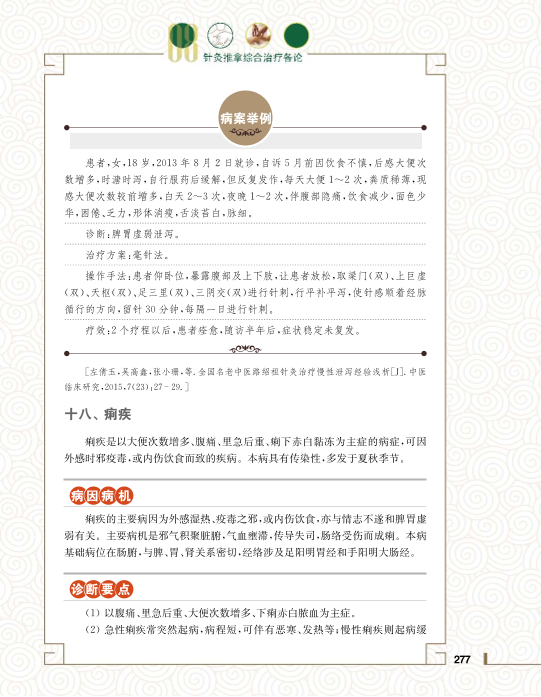 08
针灸推拿综合治疗各论
病案举例
患者,女,18岁,2013年8月2日就诊,自诉5月前因饮食不慎,后感大便次
数增多,时溏时泻,自行服药后缓解,但反复发作,每天大便1~2次,粪质稀薄,现
感大便次数较前增多,白天2~3次,夜晚1~2次,伴腹部隐痛,饮食减少,面色少
华,困倦、乏力,形体消瘦,舌淡苔白,脉细。
诊断:脾胃虚弱泄泻。
治疗方案:毫针法。
操作手法:患者仰卧位,暴露腹部及上下肢,让患者放松,取梁门(双)、上巨虚
(双)、天枢(双)、足三里(双)、三阴交(双)进行针刺,行平补平泻,使针感顺着经脉
循行的方向,留针30分钟,每隔一日进行针刺。
疗效:2个疗程以后,患者痊愈,随访半年后,症状稳定未复发。
[左倩玉,吴高鑫,张小珊,等.全国名老中医路绍祖针灸治疗慢性泄泻经验浅析[J].中医
临床研究,2015,7(23):27-29.]
十八、痢疾
痢疾是以大便次数增多、腹痛、里急后重、痢下赤白黏冻为主症的病症,可因
外感时邪疫毒,或内伤饮食而致的疾病。本病具有传染性,多发于夏秋季节。
病因病机
痢疾的主要病因为外感湿热、疫毒之邪,或内伤饮食,亦与情志不遂和脾胃虚
弱有关。主要病机是邪气积聚脏腑,气血壅滞,传导失司,肠络受伤而成痢。本病
基础病位在肠腑,与脾、胃、肾关系密切,经络涉及足阳明胃经和手阳明大肠经。
诊断要点
(1) 以腹痛、里急后重、大便次数增多、下痢赤白脓血为主症。
(2) 急性痢疾常突然起病,病程短,可伴有恶寒、发热等;慢性痢疾则起病缓
277